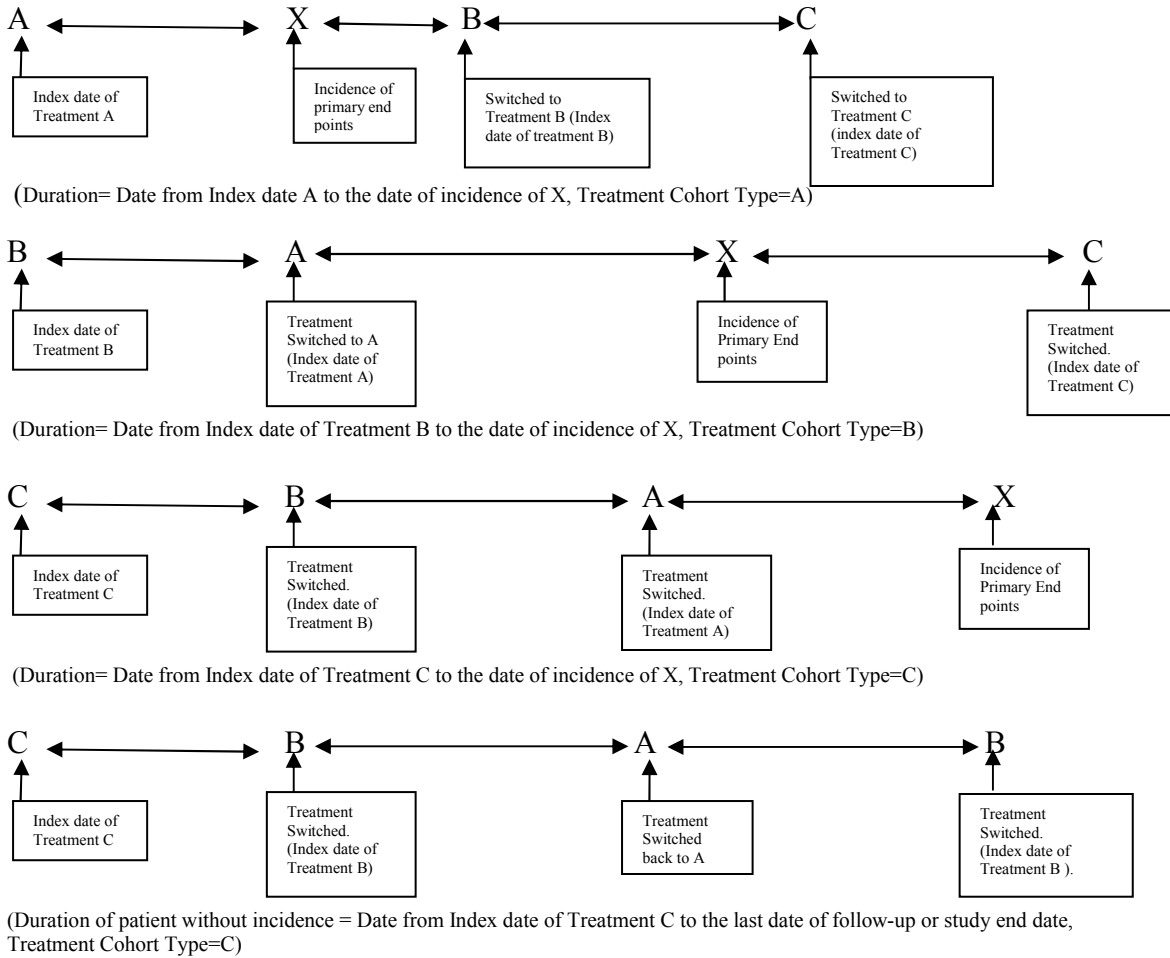 A X B C
Index date of
Treatment A
Incidence of
primary end
points
Switched to
Treatment B (Index
date of treatment B)
Switched to
Treatment C
(index date of
Treatment C)
(Duration= Date from Index date A to the date of incidence of X, Treatment Cohort Type=A)
B A X C
Index date of
Treatment B
Treatment
Switched to A
(Index date of
Treatment A)
Incidence of
Primary End
points
Treatment
Switched.
(Index date of
Treatment C)
(Duration= Date from Index date of Treatment B to the date of incidence of X, Treatment Cohort Type=B)
C B A X
Index date of
Treatment C
Treatment
Switched.
(Index date of
Treatment B)
Treatment
Switched.
(Index date of
Treatment A)
Incidence of
Primary End
points
(Duration= Date from Index date of Treatment C to the date of incidence of X, Treatment Cohort Type=C)
C B A B
Index date of
Treatment C
Treatment
Switched.
(Index date of
Treatment B)
Treatment
Switched
back to A
Treatment
Switched.
(Index date of
Treatment B ).
(Duration of patient without incidence = Date from Index date of Treatment C to the last date of follow-up or study end date,
Treatment Cohort Type=C)